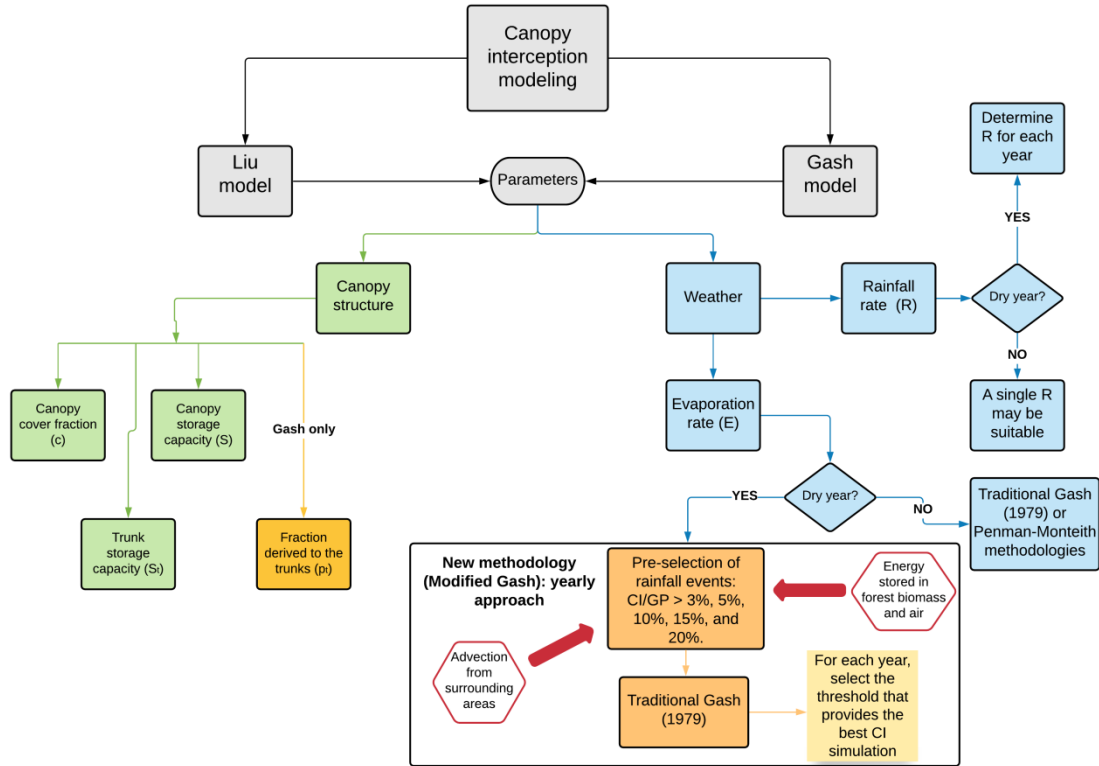 Canopy
interception
modeling
Liu
model
Parameters
Gash
model
Determine
R for each
year
YES
Canopy
structure
Weather
Rainfall
rate (R)
Dry year?
NO
Canopy
cover fraction
(c)
Canopy
storage
capacity (S)
Gash only
Evaporation
rate (E)
A single R
may be
suitable
Trunk
storage
capacity (Sₜ)
Fraction
derived to the
trunks (pₜ)
YES
Dry year?
NO
Traditional Gash
(1979) or
Penman-Monteith
methodologies
New methodology
(Modified Gash): yearly
approach
Pre-selection of
rainfall events:
CI/GP > 3%, 5%,
10%, 15%, and
20%.
Energy
stored in
forest biomass
and air
Advection
from
surrounding
areas
Traditional Gash
(1979)
For each year,
select the
threshold that
provides the
best CI
simulation